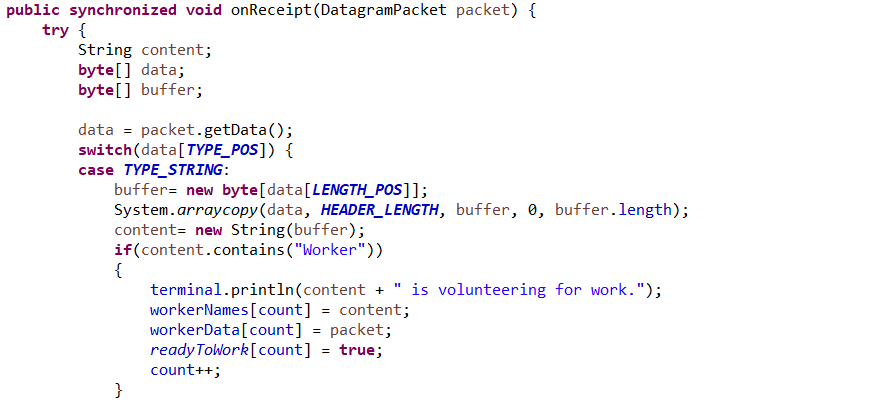 public synchronized void onReceipt(DatagramPacket packet) {
    try {
        String content;
        byte[] data;
        byte[] buffer;

        data = packet.getData();
        switch(data[TYPE_POS]) {
        case TYPE_STRING:
            buffer= new byte[data[LENGTH_POS]];
            System.arraycopy(data, HEADER_LENGTH, buffer, 0, buffer.length);
            content= new String(buffer);
            if(content.contains("Worker"))
            {
                terminal.println(content + " is volunteering for work.");
                workerNames[count] = content;
                workerData[count] = packet;
                readyToWork[count] = true;
                count++;
            }